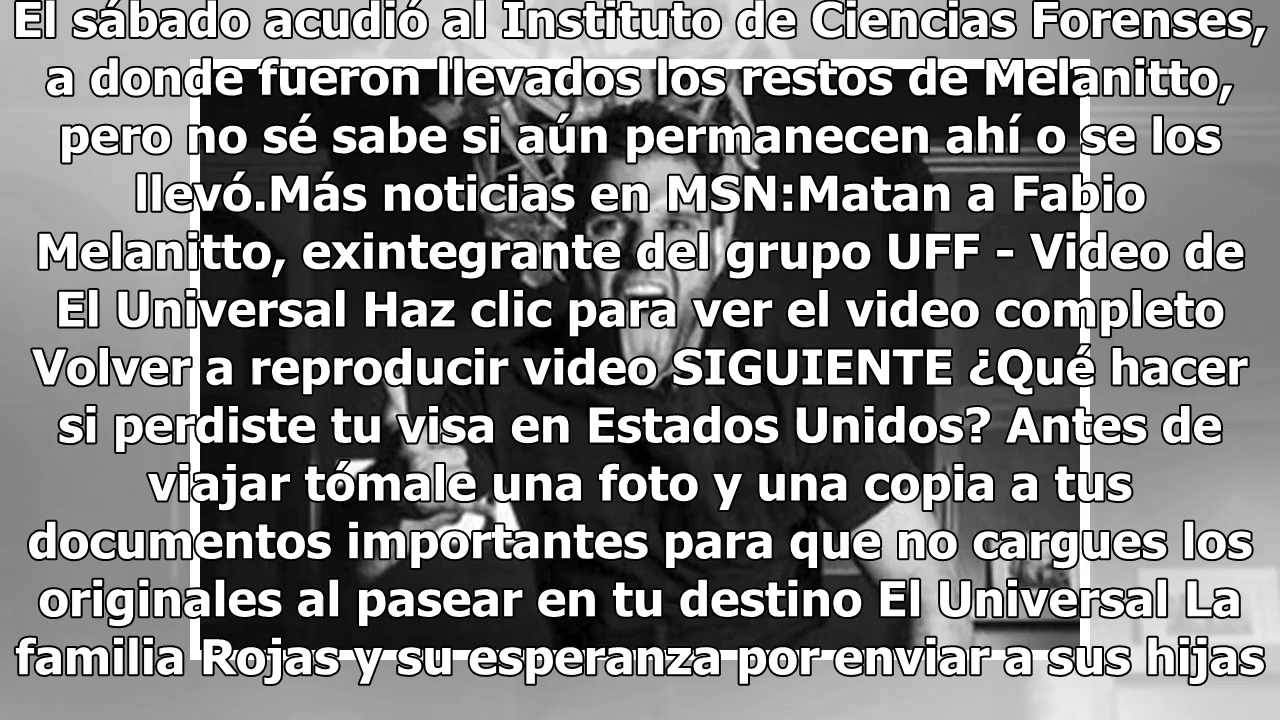 El sábado acudió al Instituto de Ciencias Forenses,
a donde fueron llevados los restos de Melanitto,
pero no sé sabe si aún permanecen ahí o se los
llevó.Más noticias en MSN:Matan a Fabio
Melanitto, exintegrante del grupo UFF - Video de
El Universal Haz clic para ver el video completo
Volver a reproducir video SIGUIENTE ¿Qué hacer
si perdiste tu visa en Estados Unidos? Antes de
viajar tómale una foto y una copia a tus
documentos importantes para que no cargues los
originales al pasear en tu destino El Universal La
familia Rojas y su esperanza por enviar a sus hijas